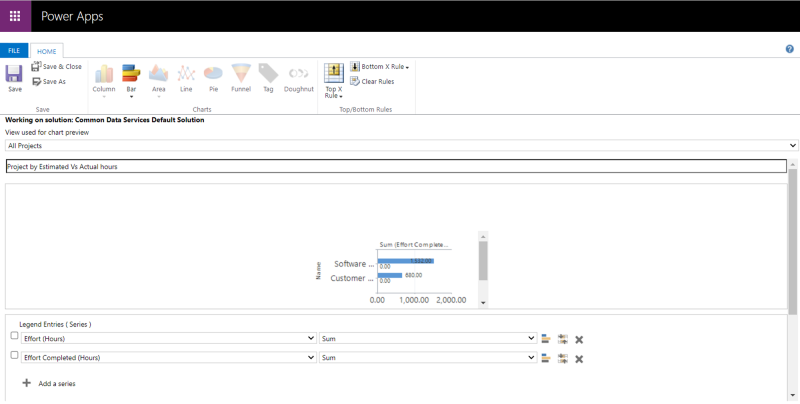 Power Apps
FILE HOME
Save
Save & Close
Save As
Column
Bar
Area
Line
Pie
Funnel
Tag
Doughnut
Top X
Rule
Bottom X Rule
Clear Rules
Save
Charts
Top/Bottom Rules
Working on solution: Common Data Services Default Solution
View used for chart preview
All Projects
Project by Estimated Vs Actual hours
Sum (Effort Complete...
Name
Software ...
0.00
Customer ...
680.00
0.00
0.00 1,000.00 2,000.00
Legend Entries ( Series )
Effort (Hours) Sum
Effort Completed (Hours) Sum
Add a series